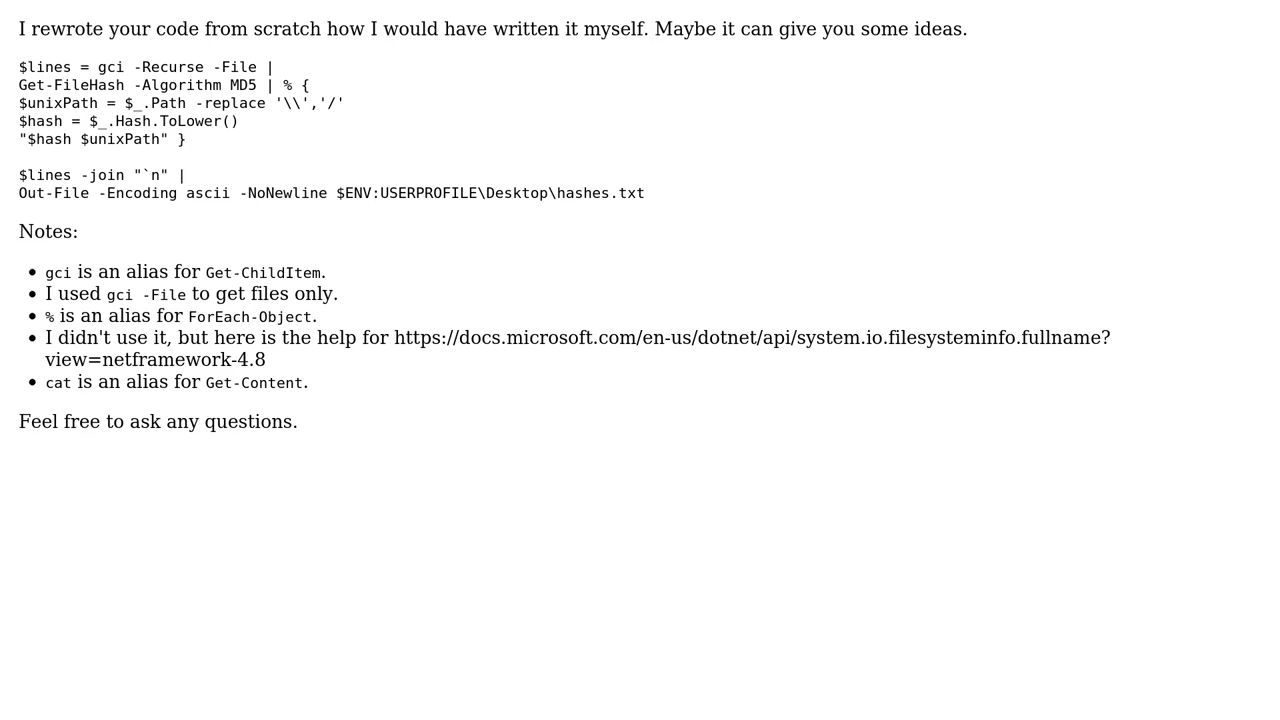 I rewrote your code from scratch how I would have written it myself. Maybe it can give you some ideas.
$lines = gci -Recurse -File |
Get-FileHash -Algorithm MD5 | % {
$unixPath = $_.Path -replace '\\','/'
$hash = $_.Hash.ToLower()
"$hash $unixPath" }
$lines -join "`n" |
Out-File -Encoding ascii -NoNewline $ENV:USERPROFILE\Desktop\hashes.txt
Notes:
• gci is an alias for Get-ChildItem.
• I used gci -File to get files only.
• % is an alias for ForEach-Object.
• I didn't use it, but here is the help for https://docs.microsoft.com/en-us/dotnet/api/system.io.filesysteminfo.fullname?
view=netframework-4.8
• cat is an alias for Get-Content.
Feel free to ask any questions.